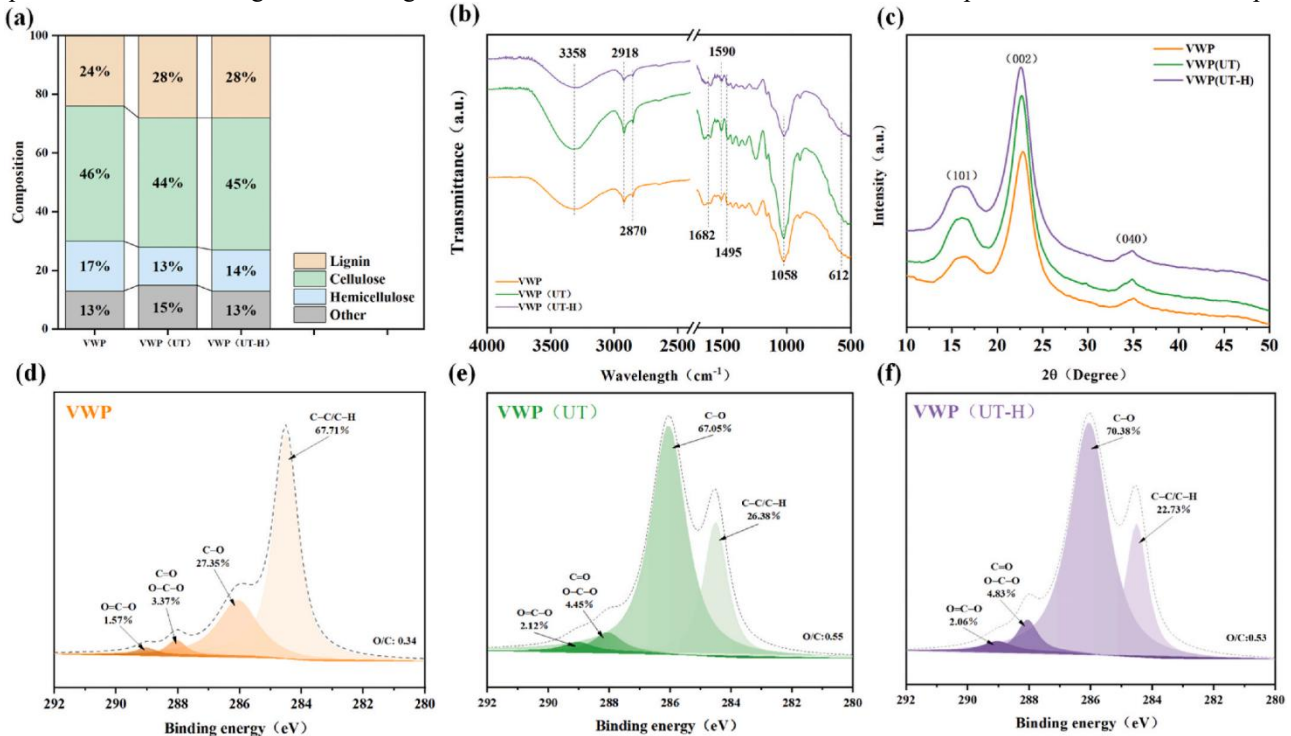 (a)
100
80
60
40
20
0
Composition
24%
28%
28%
46%
44%
45%
17%
13%
14%
13%
15%
13%
Lignin
Cellulose
Hemicellulose
Other
VWP
VWP（UT）
VWP（UT-H）
(b)
3358
2918
1590
2870
1682
1495
1058
612
Transmittance（a.u.）
VWP
VWP（UT）
VWP（UT-H）
4000
3000
2000
1500
1000
500
Wavelength（cm⁻¹）
(c)
(002)
(101)
(040)
VWP
VWP(UT)
VWP(UT-H)
Intensity（a.u.）
10 15 20 25 30 35 40 45 50
2θ（Degree）
(d)
VWP
C–C/C–H
67.71%
C–O
27.35%
C=O
O–C–O
3.37%
O=C–O
1.57%
O/C: 0.34
292 290 288 286 284 282 280
Binding energy（eV）
(e)
VWP（UT）
C–O
67.05%
C–C/C–H
26.38%
C=O
O–C–O
4.45%
O=C–O
2.12%
O/C:0.55
292 290 288 286 284 282 280
Binding energy（eV）
(f)
VWP（UT-H）
C–O
70.38%
C–C/C–H
22.73%
C=O
O–C–O
4.83%
O=C–O
2.06%
O/C:0.53
292 290 288 286 284 282 280
Binding energy（eV）